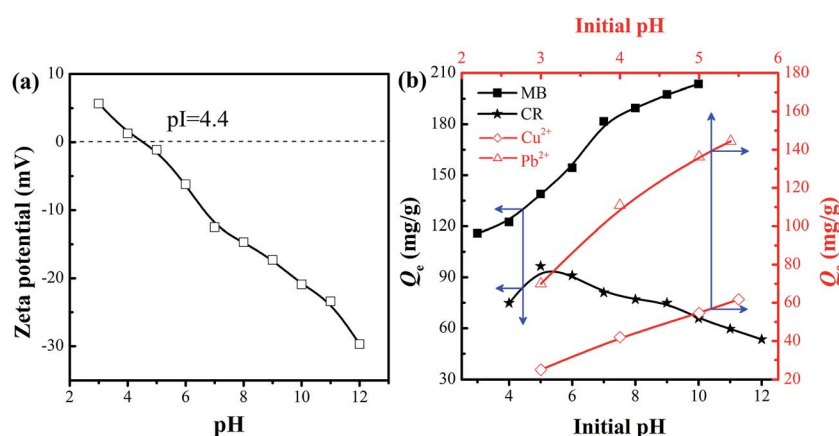 (a)
Zeta potential (mV)
10
0
-10
-20
-30
pI=4.4
2 4 6 8 10 12
pH
Initial pH
2 3 4 5 6
(b)
Qe (mg/g)
210
180
150
120
90
60
30
MB
CR
Cu2+
Pb2+
180
160
140
120
100
80
60
40
20
Qe (mg/g)
4 6 8 10 12
Initial pH